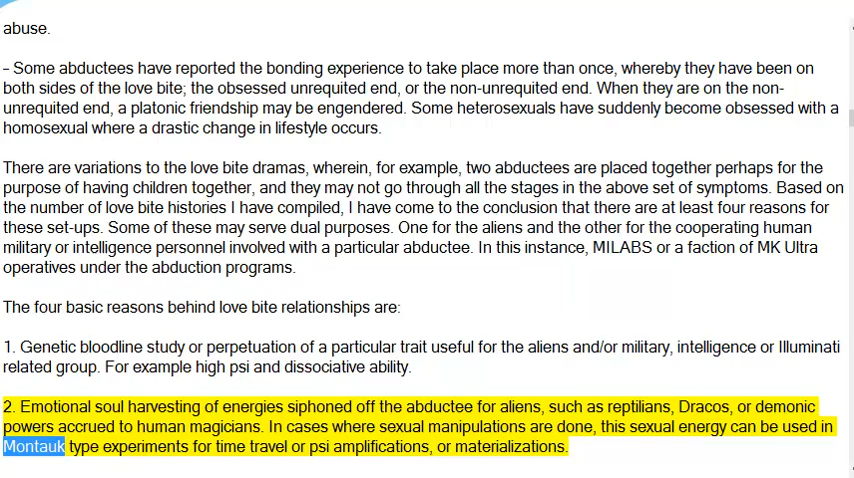 abuse.
– Some abductees have reported the bonding experience to take place more than once, whereby they have been on
both sides of the love bite; the obsessed unrequited end, or the non-unrequited end. When they are on the non-
unrequited end, a platonic friendship may be engendered. Some heterosexuals have suddenly become obsessed with a
homosexual where a drastic change in lifestyle occurs.
There are variations to the love bite dramas, wherein, for example, two abductees are placed together perhaps for the
purpose of having children together, and they may not go through all the stages in the above set of symptoms. Based on
the number of love bite histories I have compiled, I have come to the conclusion that there are at least four reasons for
these set-ups. Some of these may serve dual purposes. One for the aliens and the other for the cooperating human
military or intelligence personnel involved with a particular abductee. In this instance, MILABS or a faction of MK Ultra
operatives under the abduction programs.
The four basic reasons behind love bite relationships are:
1. Genetic bloodline study or perpetuation of a particular trait useful for the aliens and/or military, intelligence or Illuminati
related group. For example high psi and dissociative ability.
2. Emotional soul harvesting of energies siphoned off the abductee for aliens, such as reptilians, Dracos, or demonic
powers accrued to human magicians. In cases where sexual manipulations are done, this sexual energy can be used in
Montauk type experiments for time travel or psi amplifications, or materializations.